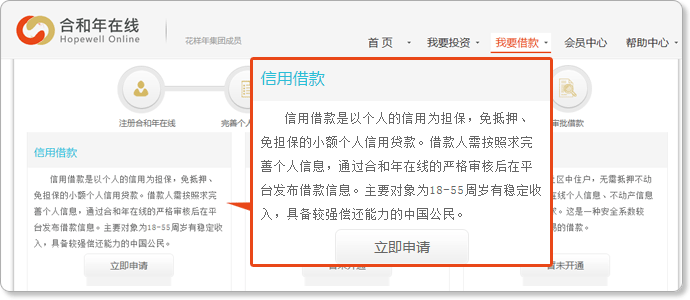 合和年在线
Hopewell Online
花样年集团成员
首 页
我要投资
我要借款
会员中心
帮助中心
注册合和年在线
完善个人
审批借款
信用借款
信用借款是以个人的信用为担保，免抵押、
免担保的小额个人信用贷款。借款人需按照求完
善个人信息，通过合和年在线的严格审核后在平
台发布借款信息。主要对象为18-55周岁有稳定收
入，具备较强偿还能力的中国公民。
立即申请
信用借款
信用借款是以个人的信用为担保，免抵押、
免担保的小额个人信用贷款。借款人需按照求完
善个人信息，通过合和年在线的严格审核后在平
台发布借款信息。主要对象为18-55周岁有稳定收
入，具备较强偿还能力的中国公民。
立即申请
区中住户，无需抵押不动
在线个人信息、不动产信息
。这是一种安全系数较
的借款。
暂未开通
暂未开通